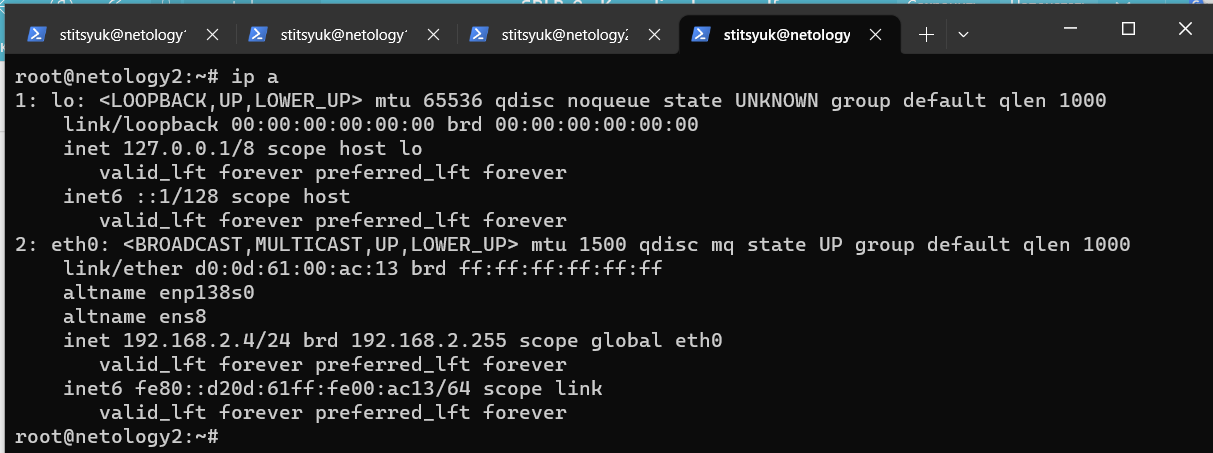 stitsyuk@netology1
stitsyuk@netology1
stitsyuk@netology2
stitsyuk@netology
root@netology2:~# ip a
1: lo: <LOOPBACK,UP,LOWER_UP> mtu 65536 qdisc noqueue state UNKNOWN group default qlen 1000
    link/loopback 00:00:00:00:00:00 brd 00:00:00:00:00:00
    inet 127.0.0.1/8 scope host lo
       valid_lft forever preferred_lft forever
    inet6 ::1/128 scope host
       valid_lft forever preferred_lft forever
2: eth0: <BROADCAST,MULTICAST,UP,LOWER_UP> mtu 1500 qdisc mq state UP group default qlen 1000
    link/ether d0:0d:61:00:ac:13 brd ff:ff:ff:ff:ff:ff
    altname enp138s0
    altname ens8
    inet 192.168.2.4/24 brd 192.168.2.255 scope global eth0
       valid_lft forever preferred_lft forever
    inet6 fe80::d20d:61ff:fe00:ac13/64 scope link
       valid_lft forever preferred_lft forever
root@netology2:~#